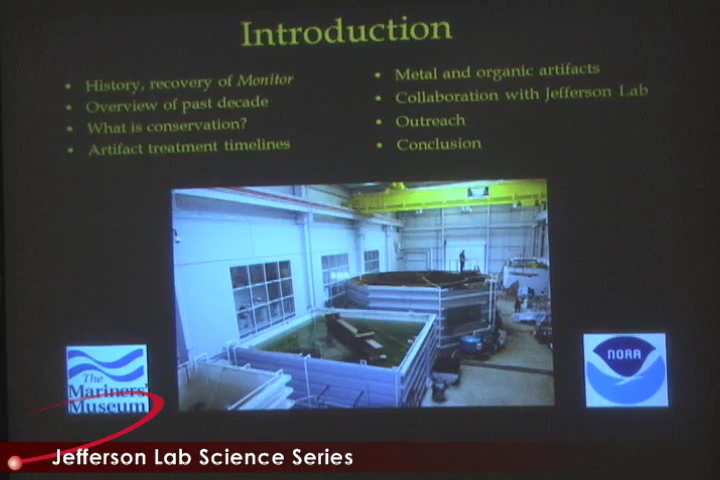 Introduction
• History, recovery of Monitor
• Overview of past decade
• What is conservation?
• Artifact treatment timelines
• Metal and organic artifacts
• Collaboration with Jefferson Lab
• Outreach
• Conclusion
The
Mariners'
Museum
NOAA
Jefferson Lab Science Series